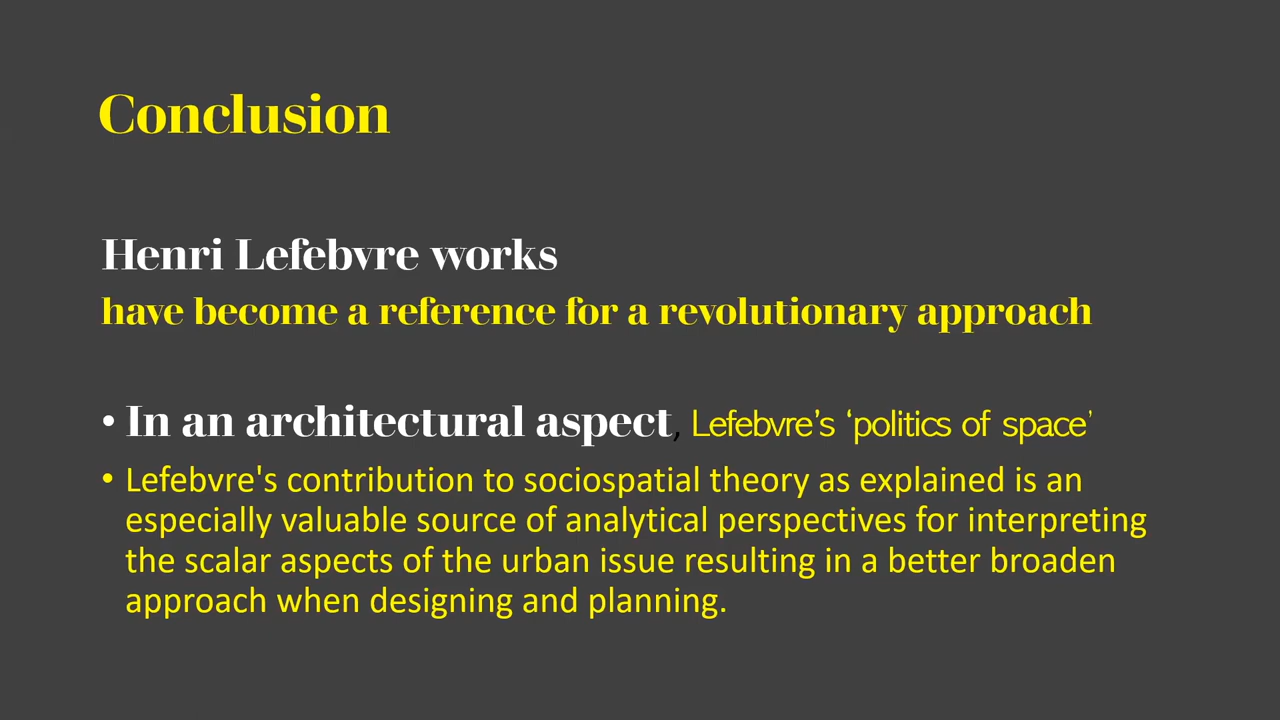 Conclusion
Henri Lefebvre works
have become a reference for a revolutionary approach
• In an architectural aspect, Lefebvre’s ‘politics of space’
• Lefebvre's contribution to sociospatial theory as explained is an
especially valuable source of analytical perspectives for interpreting
the scalar aspects of the urban issue resulting in a better broaden
approach when designing and planning.